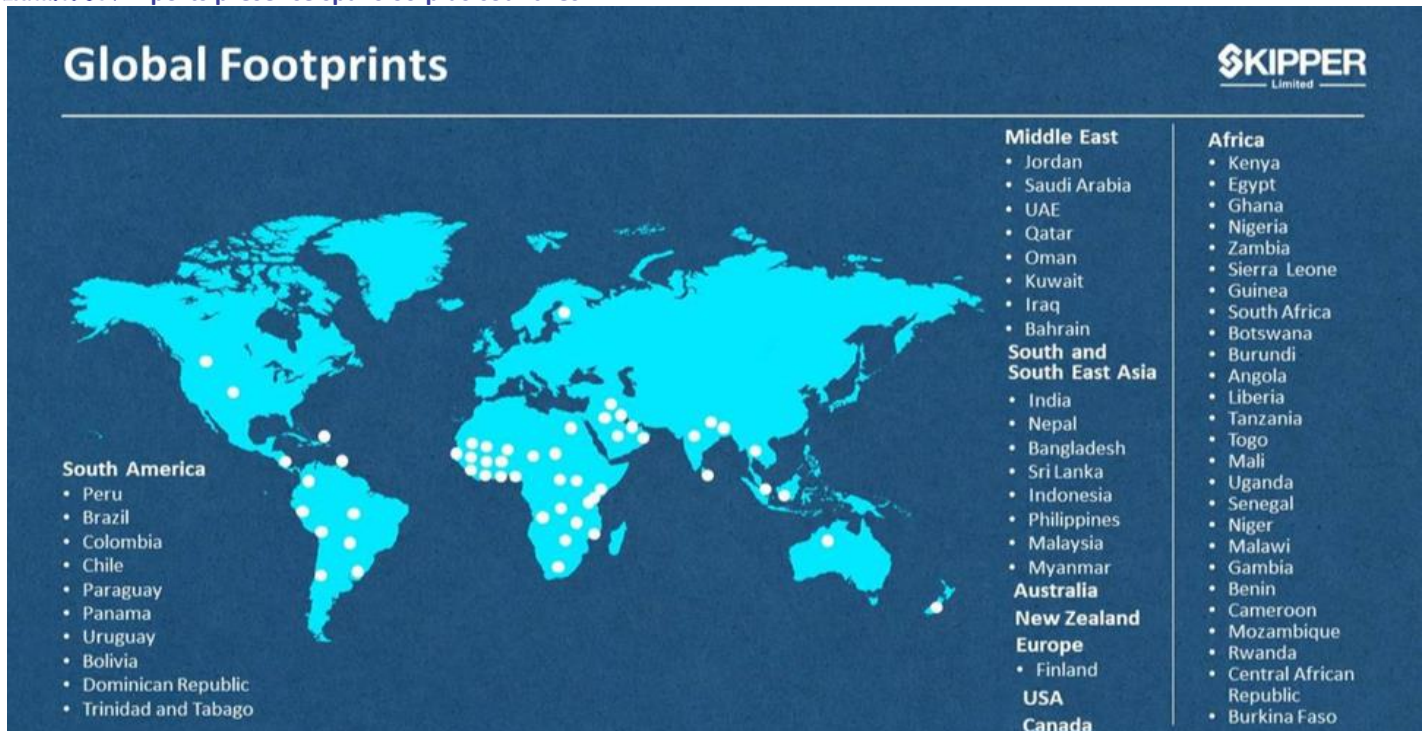 Global Footprints
SKIPPER
Limited
South America
• Peru
• Brazil
• Colombia
• Chile
• Paraguay
• Panama
• Uruguay
• Bolivia
• Dominican Republic
• Trinidad and Tabago
Middle East
• Jordan
• Saudi Arabia
• UAE
• Qatar
• Oman
• Kuwait
• Iraq
• Bahrain
South and
South East Asia
• India
• Nepal
• Bangladesh
• Sri Lanka
• Indonesia
• Philippines
• Malaysia
• Myanmar
Australia
New Zealand
Europe
• Finland
USA
Canada
Africa
• Kenya
• Egypt
• Ghana
• Nigeria
• Zambia
• Sierra Leone
• Guinea
• South Africa
• Botswana
• Burundi
• Angola
• Liberia
• Tanzania
• Togo
• Mali
• Uganda
• Senegal
• Niger
• Malawi
• Gambia
• Benin
• Cameroon
• Mozambique
• Rwanda
• Central African
Republic
• Burkina Faso